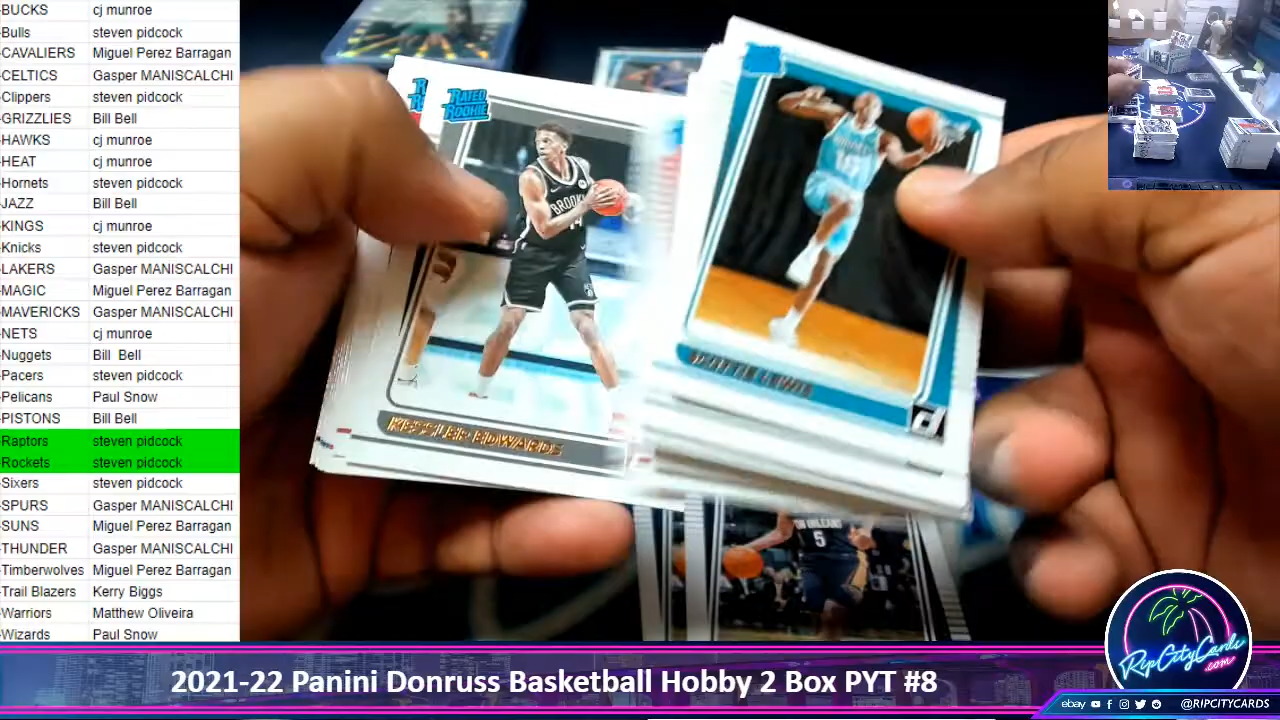 -BUCKS cj munroe
-Bulls steven pidcock
-CAVALIERS Miguel Perez Barragan
-CELTICS Gasper MANISCALCHI
-Clippers steven pidcock
-GRIZZLIES Bill Bell
-HAWKS cj munroe
-HEAT cj munroe
-Hornets steven pidcock
-JAZZ Bill Bell
-KINGS cj munroe
-Knicks steven pidcock
-LAKERS Gasper MANISCALCHI
-MAGIC Miguel Perez Barragan
-MAVERICKS Gasper MANISCALCHI
-NETS cj munroe
-Nuggets Bill  Bell
-Pacers steven pidcock
-Pelicans Paul Snow
-PISTONS Bill Bell
-Raptors steven pidcock
-Rockets steven pidcock
-Sixers steven pidcock
-SPURS Gasper MANISCALCHI
-SUNS Miguel Perez Barragan
-THUNDER Gasper MANISCALCHI
-Timberwolves Miguel Perez Barragan
-Trail Blazers Kerry Biggs
-Warriors Matthew Oliveira
-Wizards Paul Snow
RATED
ROOKIE
BROOKLYN
KESSLER EDWARDS
5
2021-22 Panini Donruss Basketball Hobby 2 Box PYT #8
RipCityCards
.com
ebay @RIPCITYCARDS